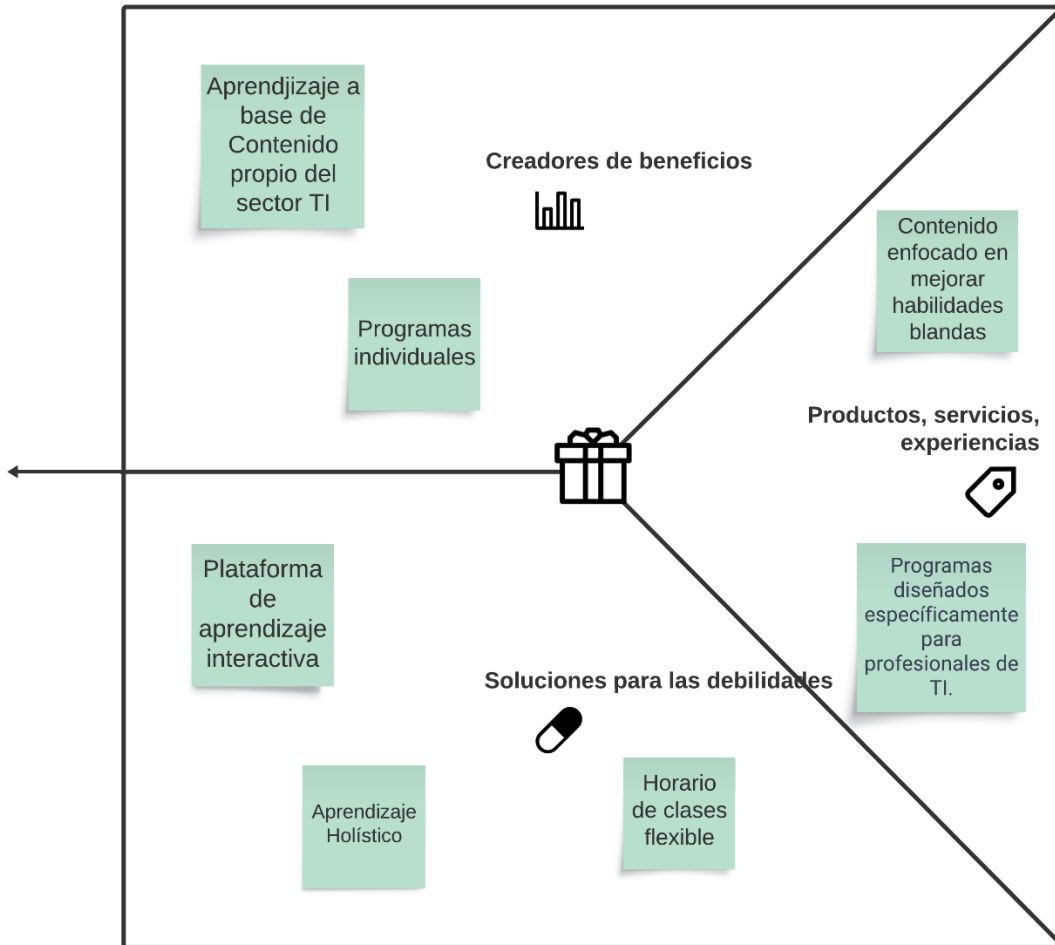 Aprendjizaje a
base de
Contenido
propio del
sector TI
Creadores de beneficios
Programas
individuales
Contenido
enfocado en
mejorar
habilidades
blandas
Productos, servicios,
experiencias
Programas
diseñados
específicamente
para
profesionales de
TI.
Plataforma
de
aprendizaje
interactiva
Soluciones para las debilidades
Aprendizaje
Holístico
Horario
de clases
flexible